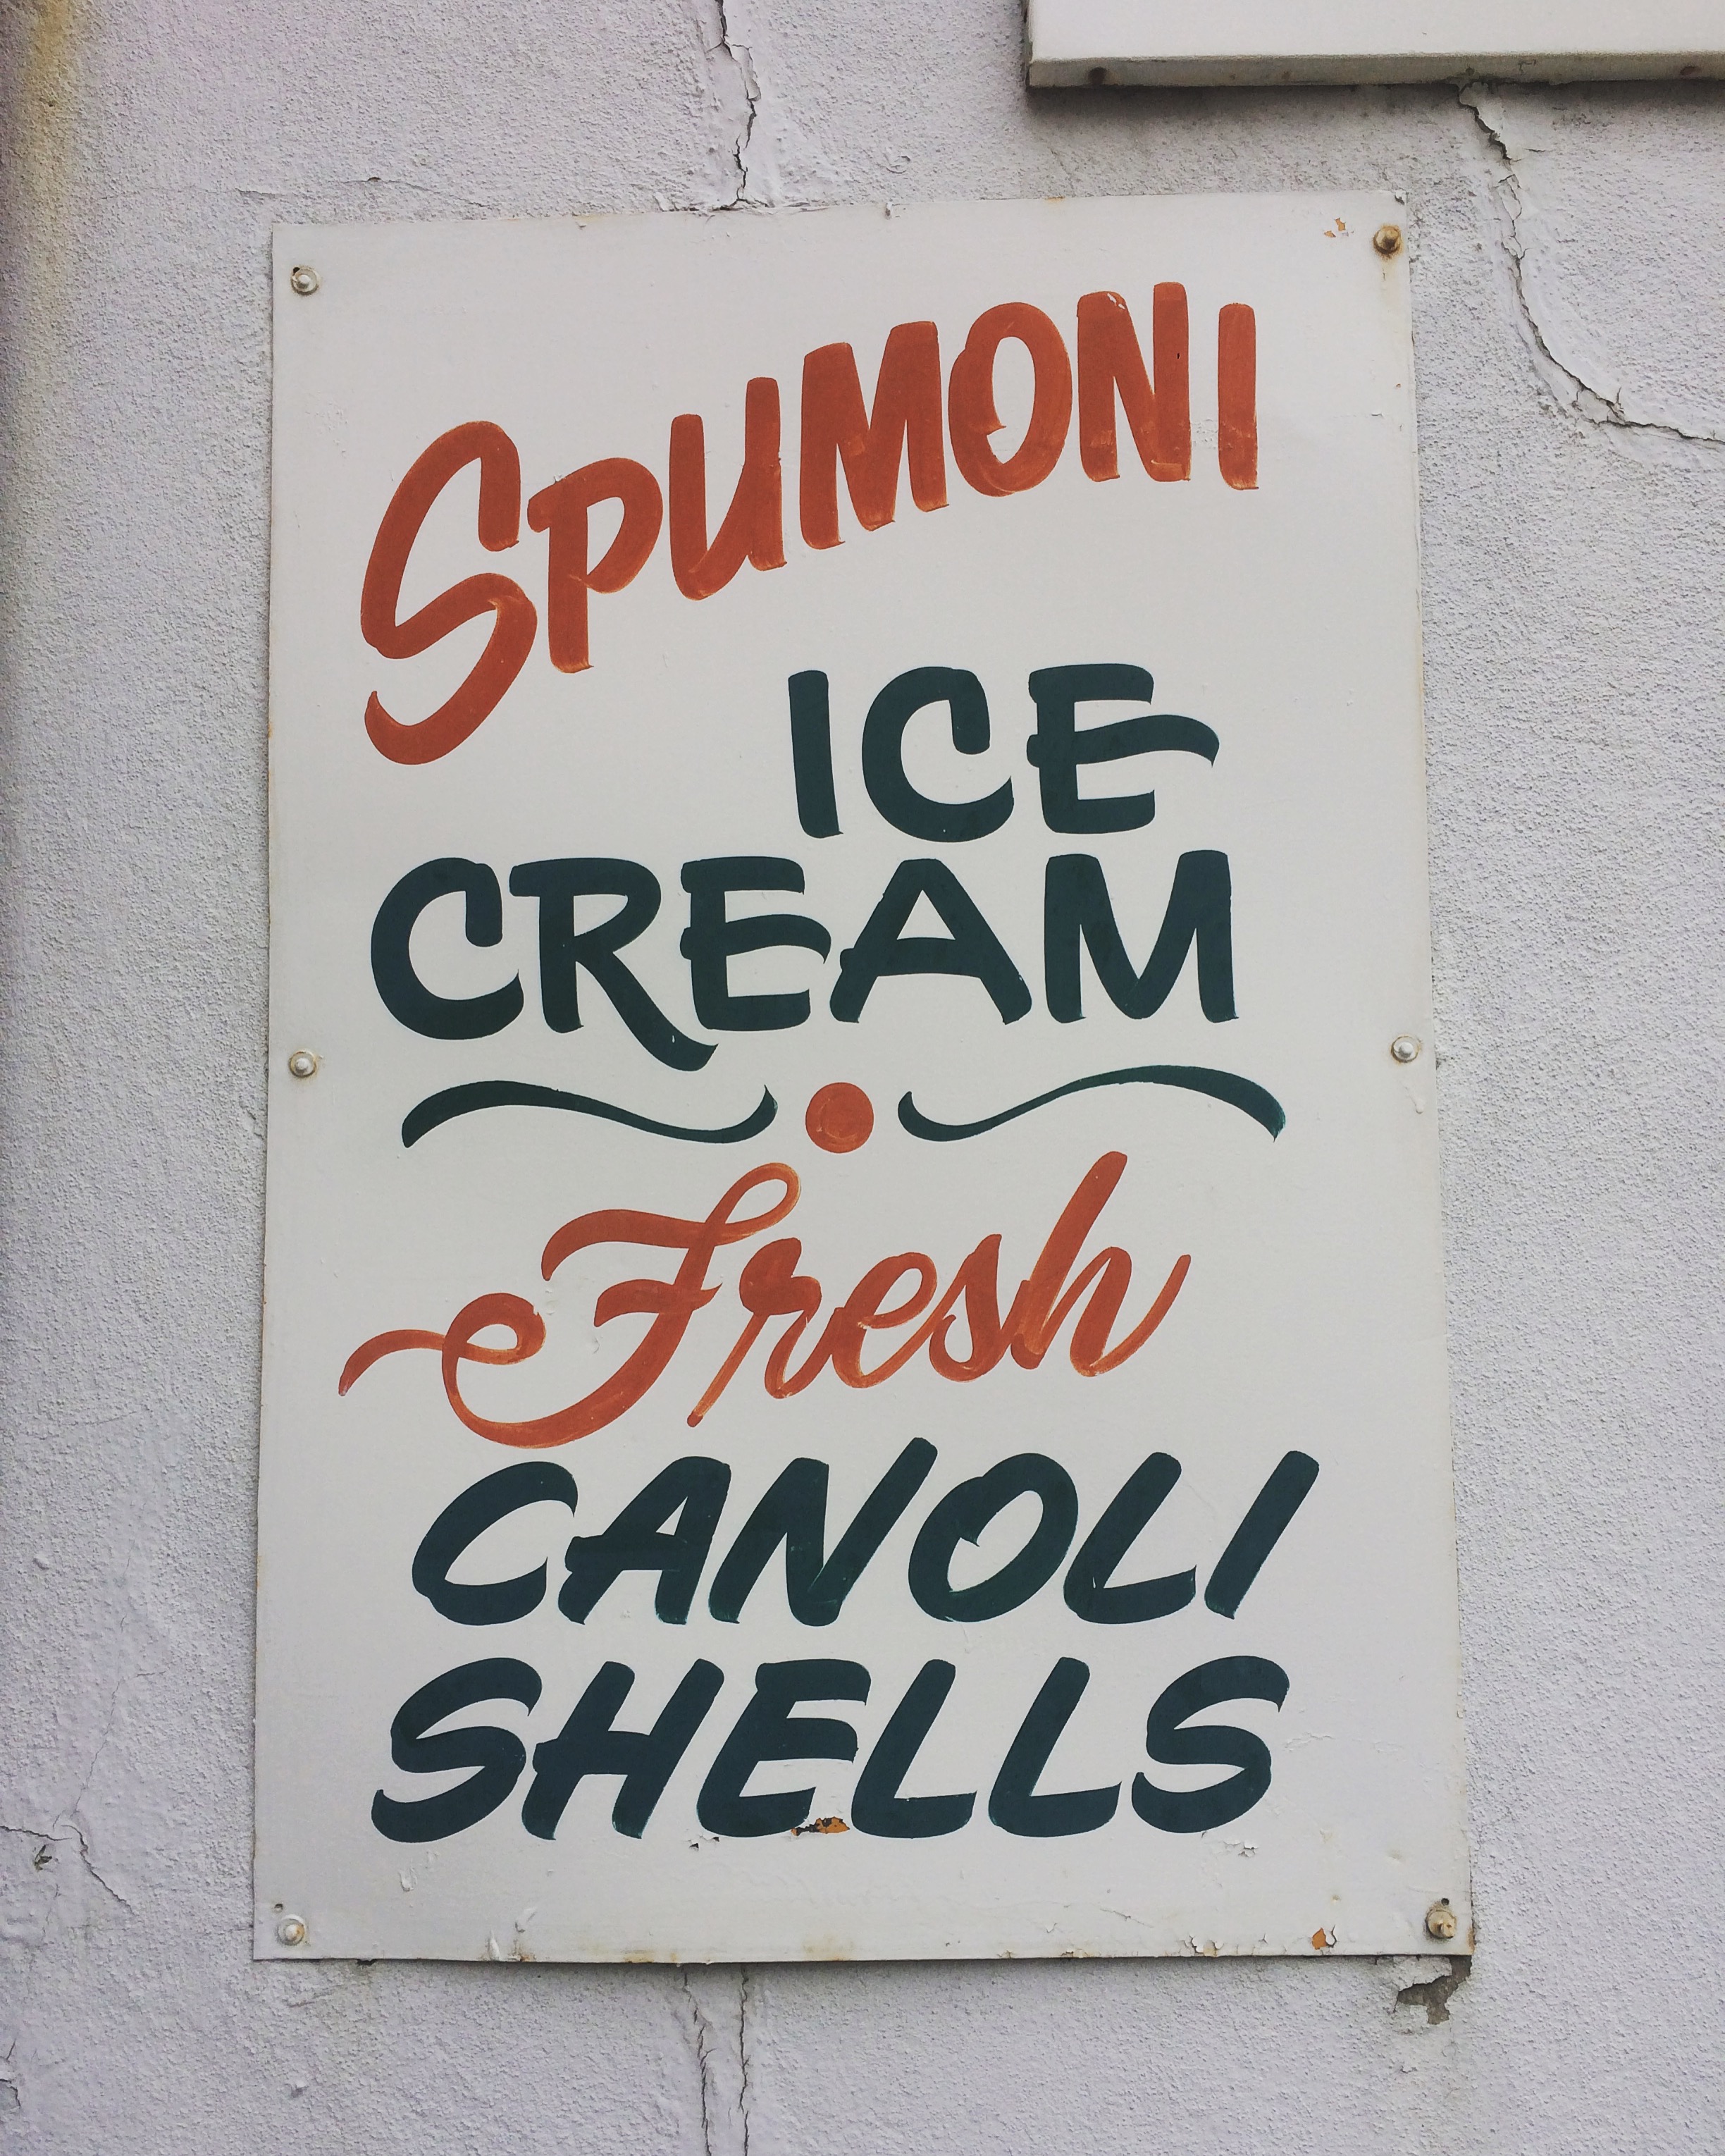 SPUMONI
ICE
CREAM
Fresh
CANOLI
SHELLS